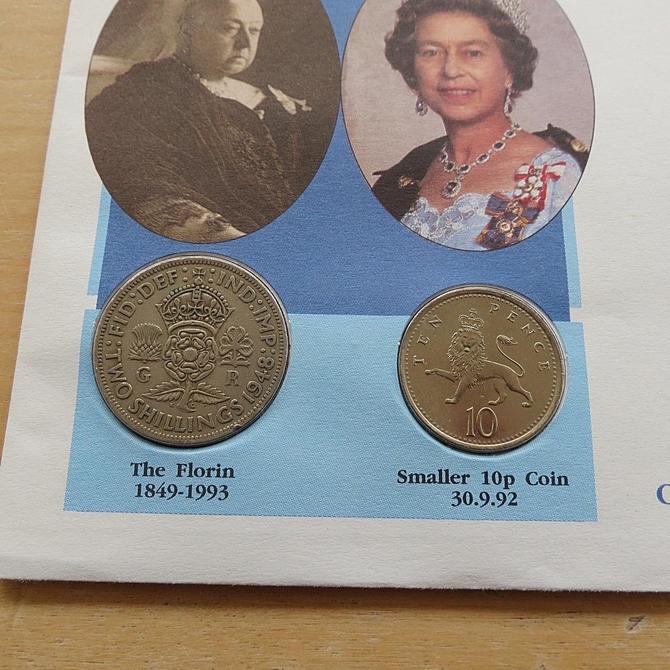 FID:DEF:IND:IMP:
TWO SHILLINGS 1948
G R
TEN PENCE
10
The Florin
1849-1993
Smaller 10p Coin
30.9.92